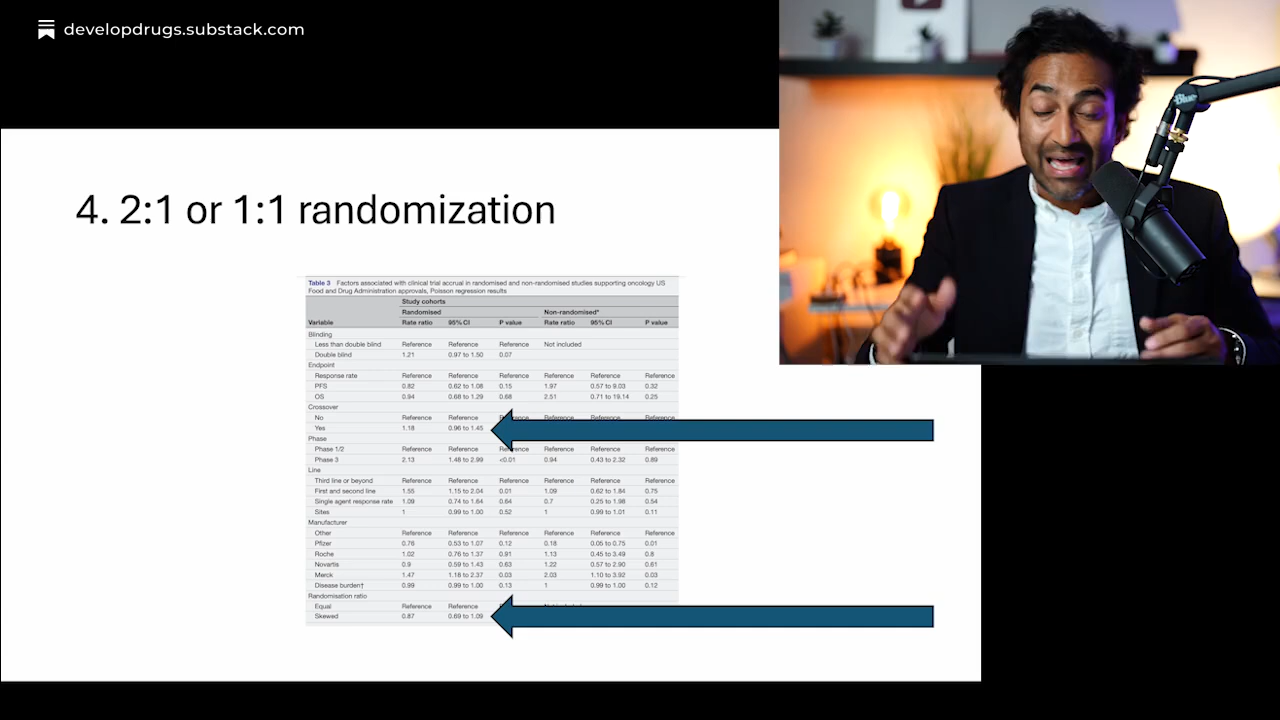 developdrugs.substack.com
4. 2:1 or 1:1 randomization
Table 3 Factors associated with clinical trial accrual in randomised and non-randomised studies supporting oncology US
Food and Drug Administration approvals, Poisson regression results
Study cohorts
Randomised Non-randomised*
Variable Rate ratio 95% CI P value Rate ratio 95% CI P value
Blinding
Less than double blind Reference Reference Reference Not included
Double blind 1.21 0.97 to 1.50 0.07
Endpoint
Response rate Reference Reference Reference Reference Reference Reference
PFS 0.82 0.62 to 1.08 0.15 1.97 0.57 to 9.03 0.32
OS 0.94 0.68 to 1.29 0.68 2.51 0.71 to 19.14 0.25
Crossover
No Reference Reference Reference Reference Reference Reference
Yes 1.18 0.96 to 1.45
Phase
Phase 1/2 Reference Reference Reference Reference Reference Reference
Phase 3 2.13 1.48 to 2.99 <0.01 0.94 0.43 to 2.32 0.89
Line
Third line or beyond Reference Reference Reference Reference Reference Reference
First and second line 1.55 1.15 to 2.04 0.01 1.09 0.62 to 1.84 0.75
Single agent response rate 1.09 0.74 to 1.64 0.64 0.7 0.25 to 1.98 0.54
Sites 1 0.99 to 1.00 0.52 1 0.99 to 1.01 0.11
Manufacturer
Other Reference Reference Reference Reference Reference Reference
Pfizer 0.76 0.53 to 1.07 0.12 0.18 0.05 to 0.75 0.01
Roche 1.02 0.76 to 1.37 0.91 1.13 0.45 to 3.49 0.8
Novartis 0.9 0.59 to 1.43 0.63 1.22 0.57 to 2.90 0.61
Merck 1.47 1.16 to 2.37 0.03 2.03 1.10 to 3.92 0.03
Disease burden† 0.99 0.99 to 1.00 0.13 1 0.99 to 1.00 0.12
Randomisation ratio
Equal Reference Reference
Skewed 0.87 0.69 to 1.09
Blue